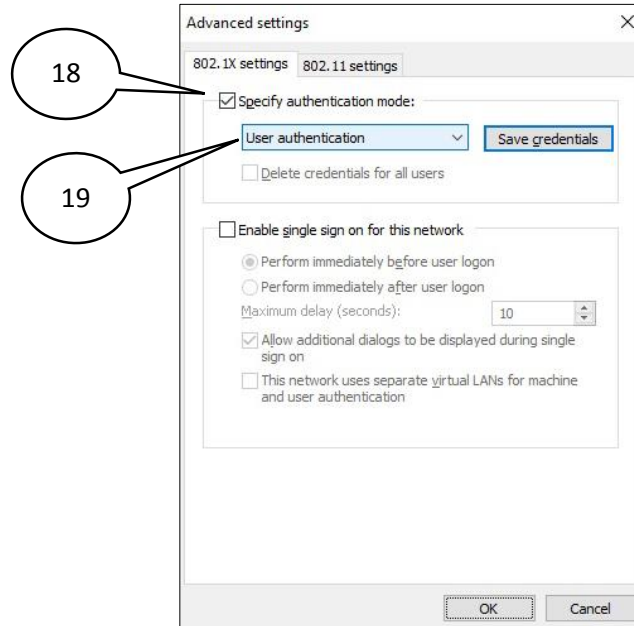 Advanced settings
802.1X settings 802.11 settings
18
Specify authentication mode:
User authentication Save credentials
19
Delete credentials for all users
Enable single sign on for this network
Perform immediately before user logon
Perform immediately after user logon
Maximum delay (seconds): 10
Allow additional dialogs to be displayed during single
sign on
This network uses separate virtual LANs for machine
and user authentication
OK Cancel